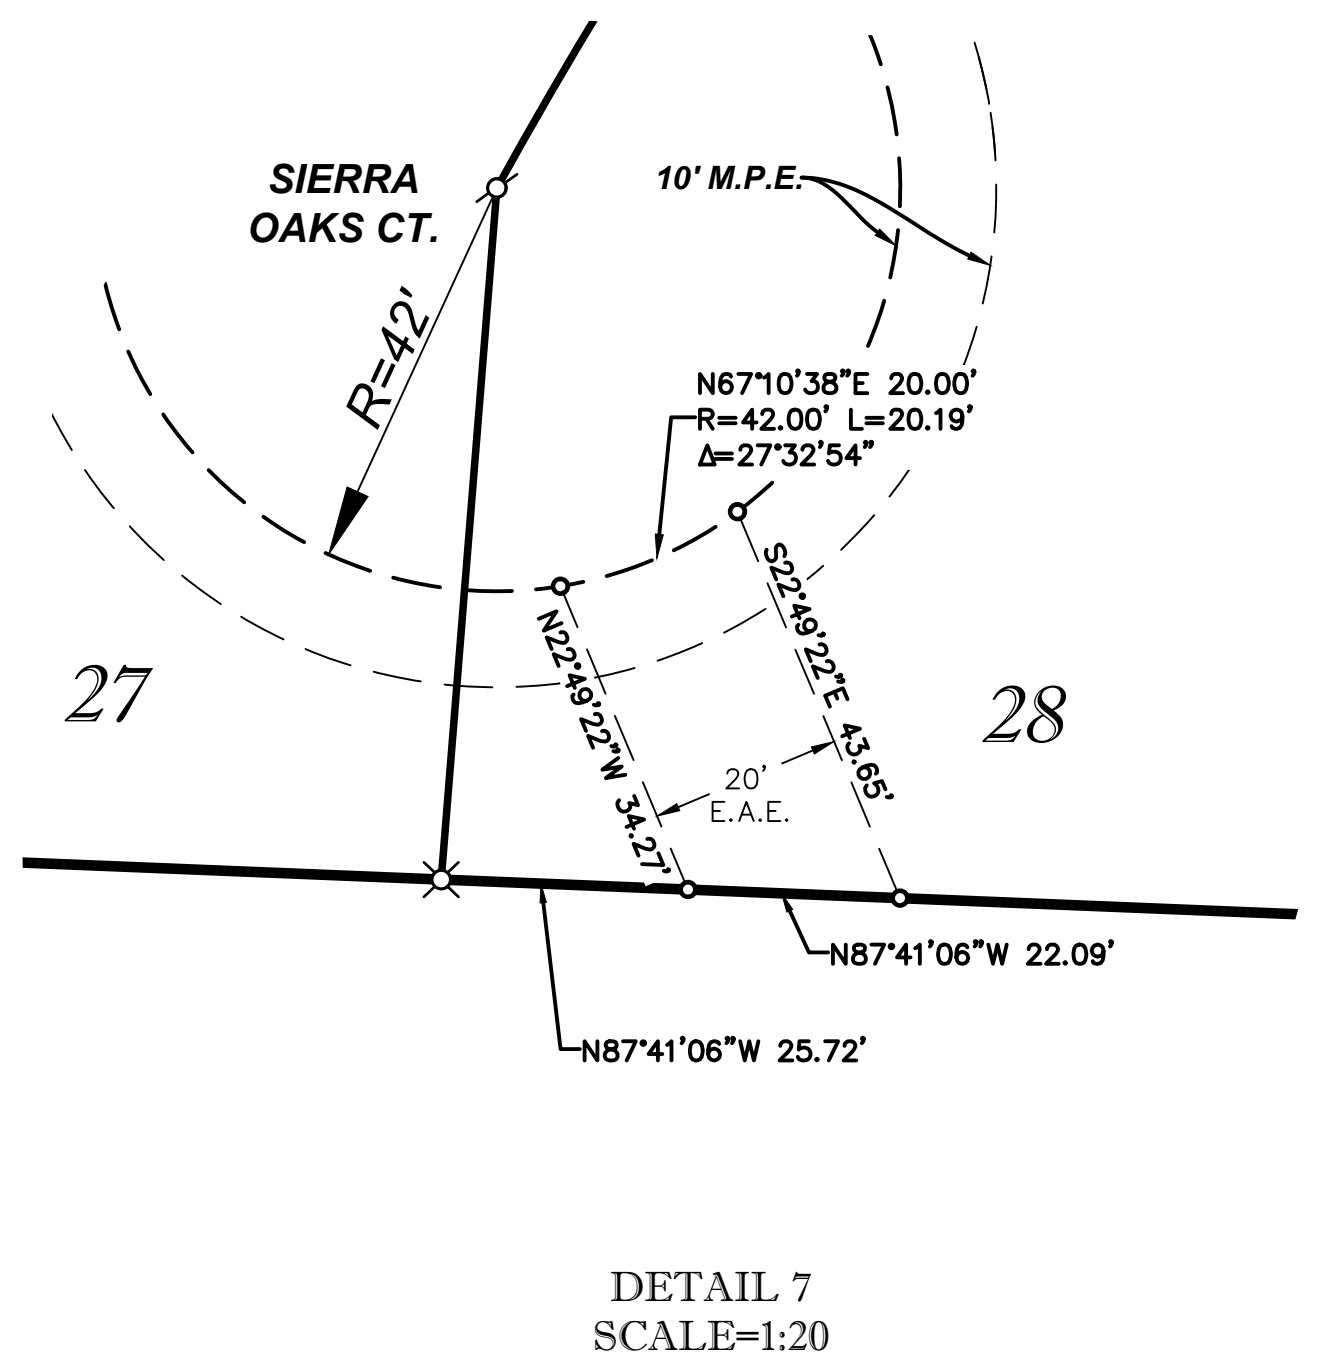 SIERRA
OAKS CT.
10' M.P.E.
R=42'
N67°10'38"E 20.00'
R=42.00' L=20.19'
Δ=27°32'54"
S22°49'22"E 43.65'
N22°49'22"W 34.27'
27
28
20'
E.A.E.
N87°41'06"W 22.09'
N87°41'06"W 25.72'
DETAIL 7
SCALE=1:20